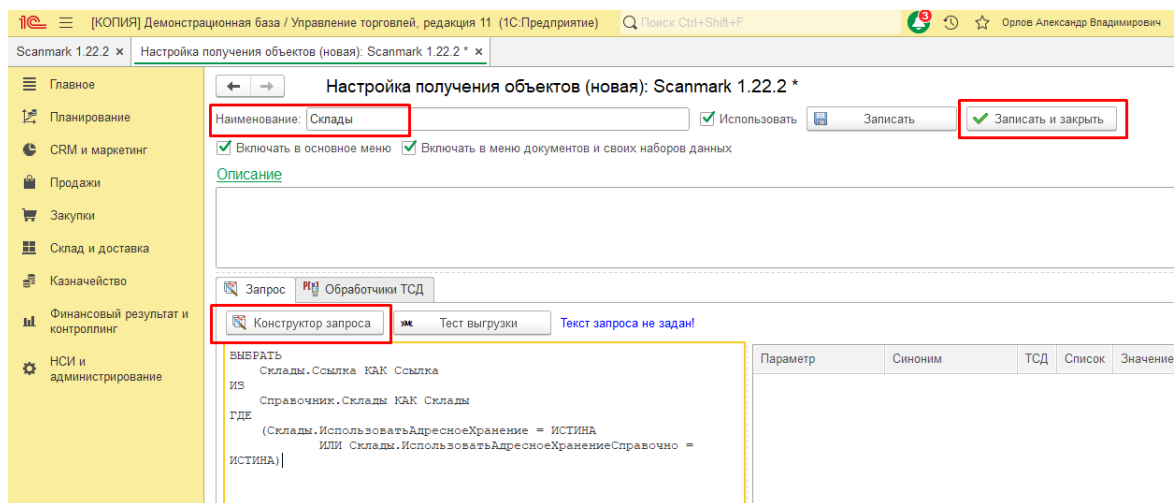 [КОПИЯ] Демонстрационная база / Управление торговлей, редакция 11 (1С:Предприятие) Поиск Ctrl+Shift+F 3 Орлов Александр Владимирович
Scanmark 1.22.2 × Настройка получения объектов (новая): Scanmark 1.22.2 * ×
Главное
Планирование
CRM и маркетинг
Продажи
Закупки
Склад и доставка
Казначейство
Финансовый результат и
контроллинг
НСИ и
администрирование
Настройка получения объектов (новая): Scanmark 1.22.2 *
Наименование: Склады Использовать Записать Записать и закрыть
Включать в основное меню Включать в меню документов и своих наборов данных
Описание
Запрос Обработчики ТСД
Конструктор запроса XML Тест выгрузки Текст запроса не задан!
ВЫБРАТЬ
Склады.Ссылка КАК Ссылка
ИЗ
Справочник.Склады КАК Склады
ГДЕ
(Склады.ИспользоватьАдресноеХранение = ИСТИНА
ИЛИ Склады.ИспользоватьАдресноеХранениеСправочно =
ИСТИНА)
Параметр Синоним ТСД Список Значение